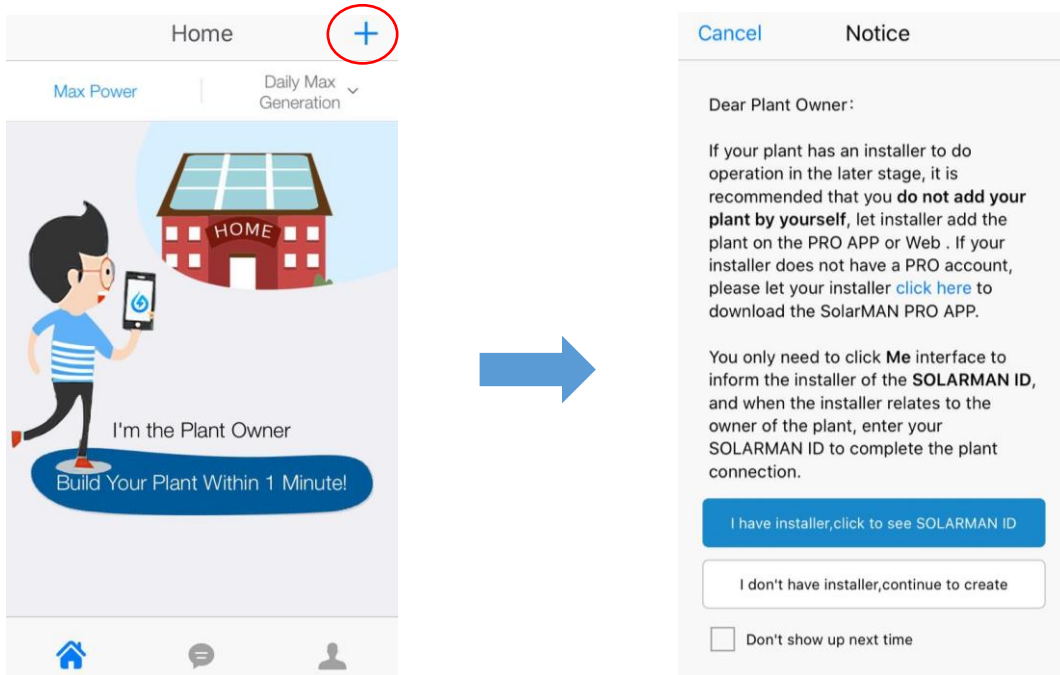 Home
Max Power
Daily Max
Generation
HOME
I'm the Plant Owner
Build Your Plant Within 1 Minute!
Cancel
Notice
Dear Plant Owner:
If your plant has an installer to do
operation in the later stage, it is
recommended that you do not add your
plant by yourself, let installer add the
plant on the PRO APP or Web . If your
installer does not have a PRO account,
please let your installer click here to
download the SolarMAN PRO APP.
You only need to click Me interface to
inform the installer of the SOLARMAN ID,
and when the installer relates to the
owner of the plant, enter your
SOLARMAN ID to complete the plant
connection.
I have installer,click to see SOLARMAN ID
I don't have installer,continue to create
Don't show up next time